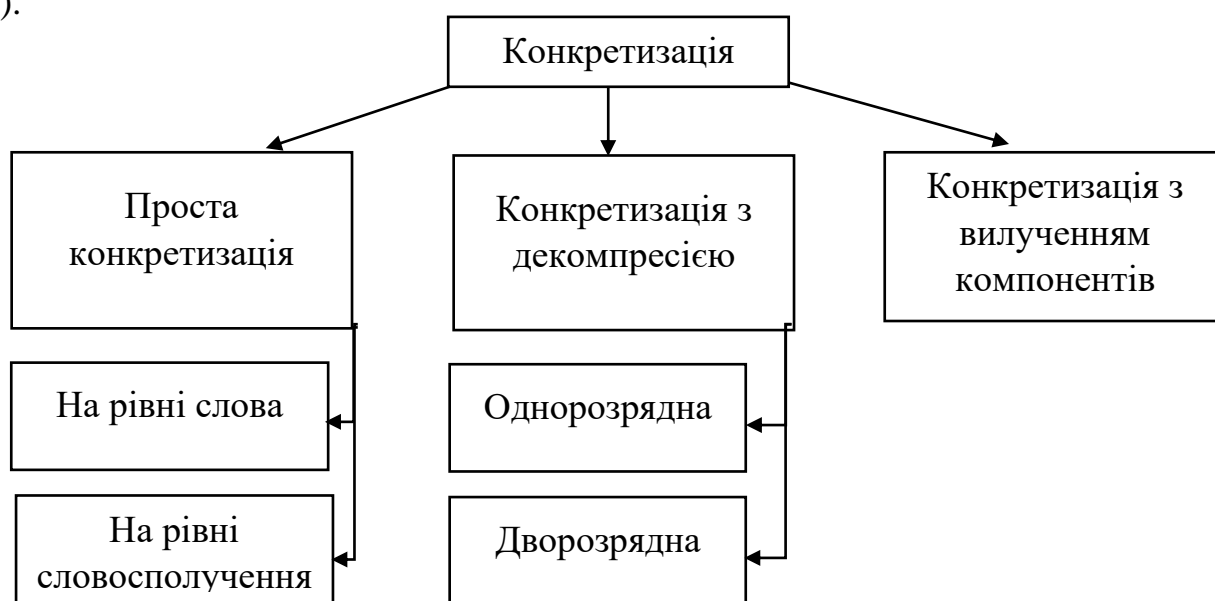 ).
Конкретизація
Проста
конкретизація
Конкретизація з
декомпресією
Конкретизація з
вилученням
компонентів
На рівні слова
Однорозрядна
На рівні
словосполучення
Дворозрядна